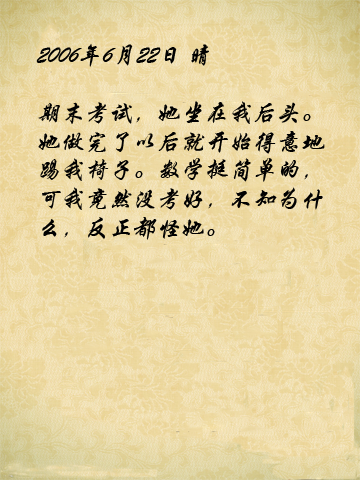 2006年6月22日 晴
期末考试，她坐在我后头。
她做完了以后就开始得意地
踢我椅子。数学挺简单的，
可我竟然没考好，不知为什
么，反正都怪她。